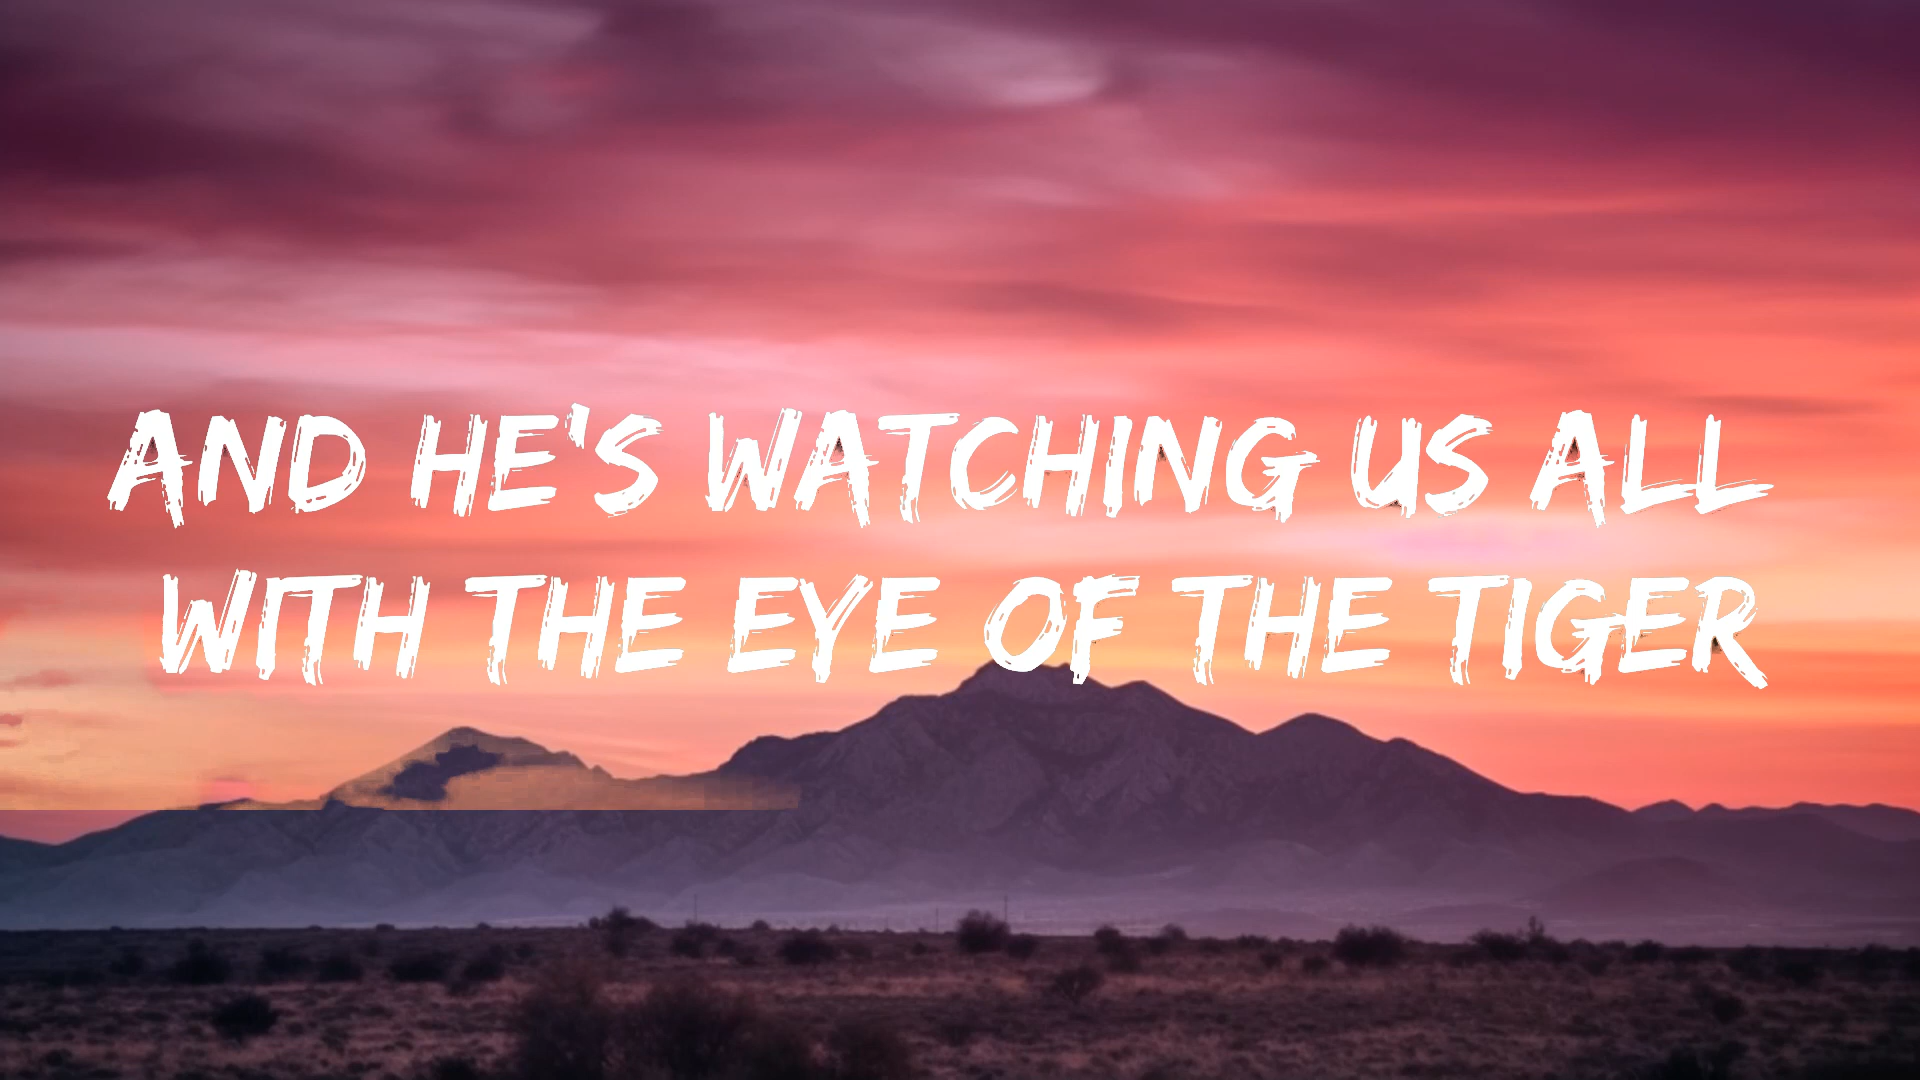 AND HE'S WATCHING US ALL
WITH THE EYE OF THE TIGER